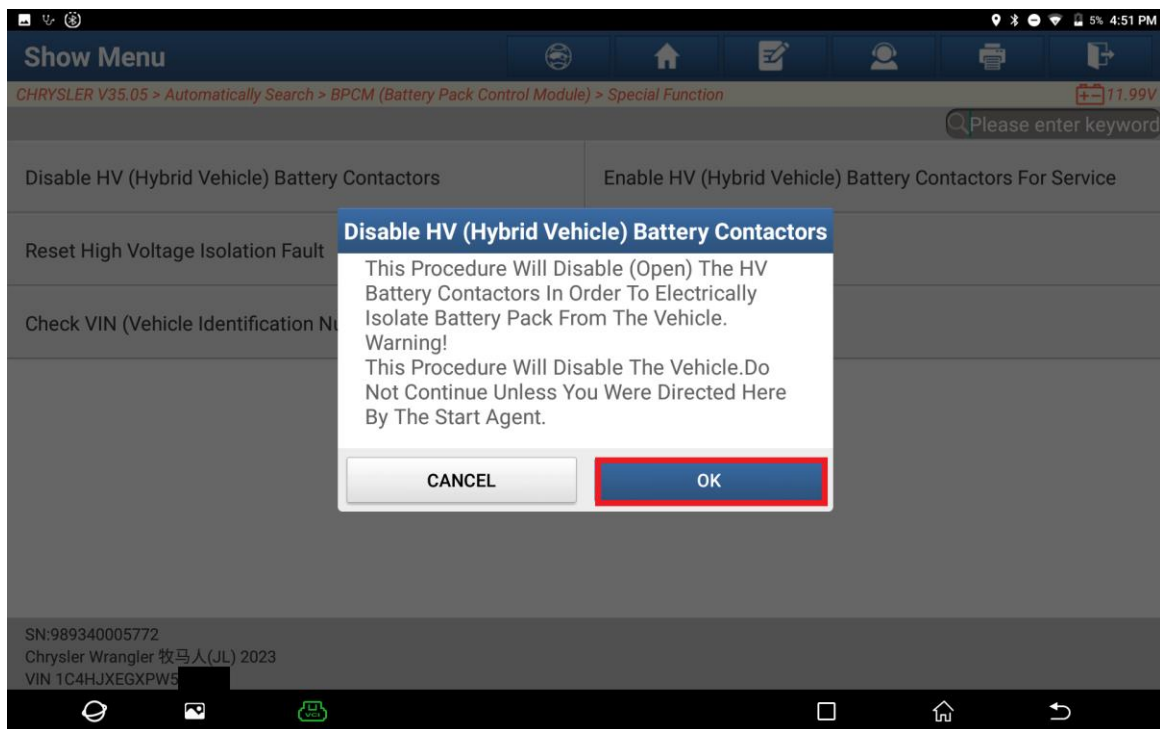 5% 4:51 PM
Show Menu
CHRYSLER V35.05 > Automatically Search > BPCM (Battery Pack Control Module) > Special Function
11.99V
Please enter keyword
Disable HV (Hybrid Vehicle) Battery Contactors
Enable HV (Hybrid Vehicle) Battery Contactors For Service
Reset High Voltage Isolation Fault
Check VIN (Vehicle Identification
Disable HV (Hybrid Vehicle) Battery Contactors
This Procedure Will Disable (Open) The HV
Battery Contactors In Order To Electrically
Isolate Battery Pack From The Vehicle.
Warning!
This Procedure Will Disable The Vehicle.Do
Not Continue Unless You Were Directed Here
By The Start Agent.
CANCEL
OK
SN:989340005772
Chrysler Wrangler 牧马人(JL) 2023
VIN 1C4HJXEGXPW5
VCI